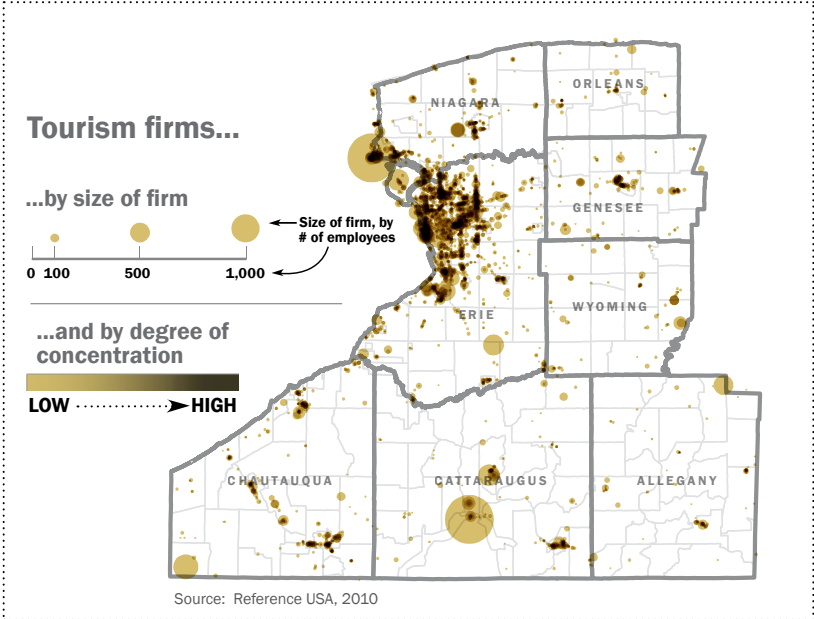 Tourism firms...
...by size of firm
Size of firm, by
# of employees
0 100 500 1,000
...and by degree of
concentration
LOW HIGH
NIAGARA
ORLEANS
GENESEE
ERIE
WYOMING
CHAUTAUQUA
CATTARAUGUS
ALLEGANY
Source: Reference USA, 2010